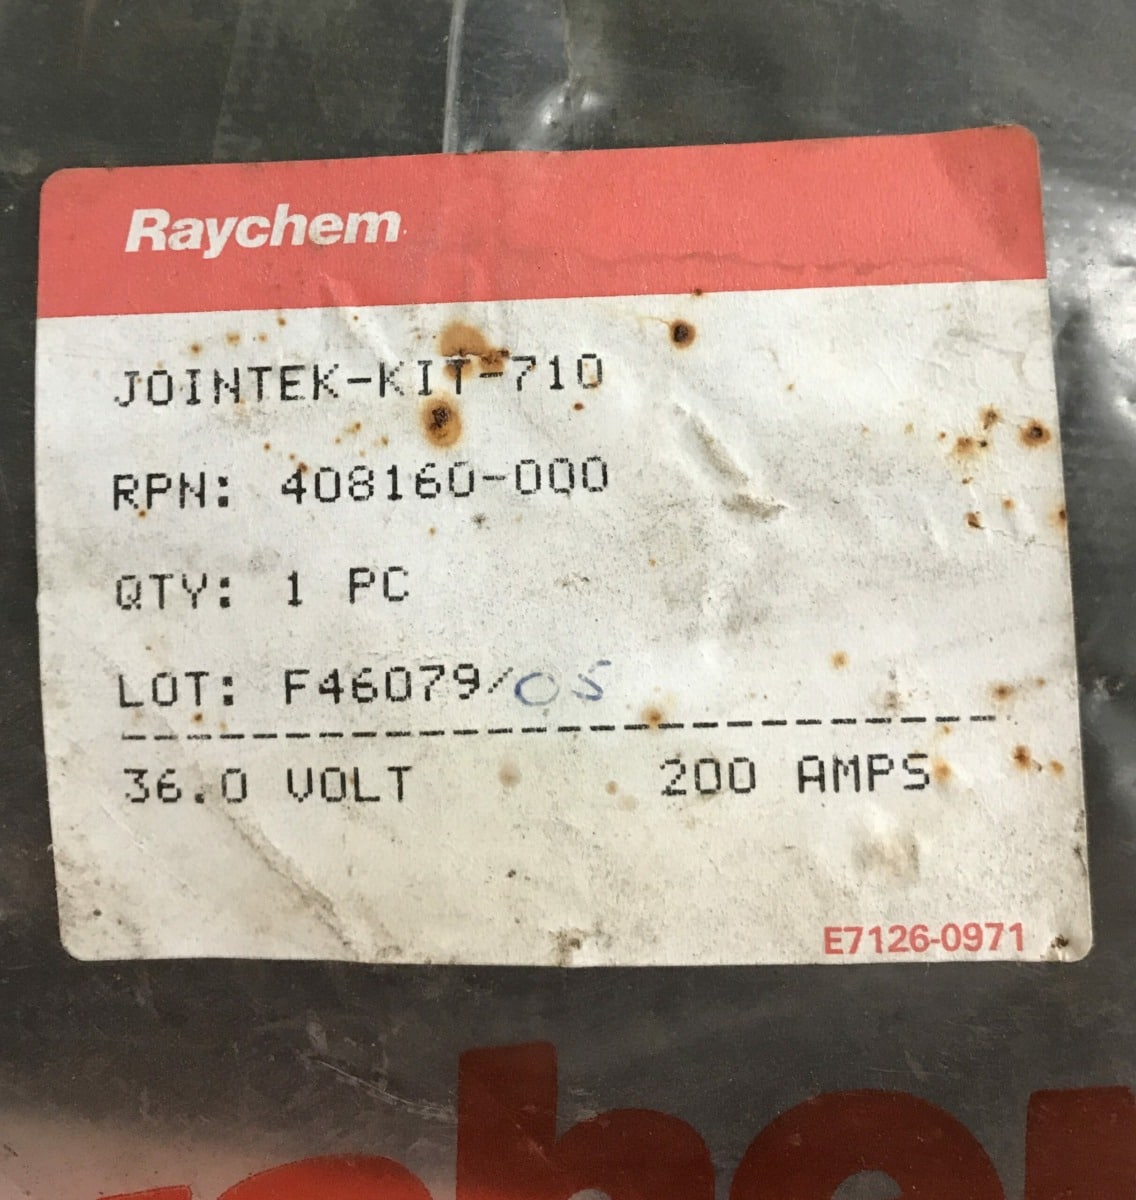 Raychem
JOINTEK-KIT-710
RPN: 408160-000
QTY: 1 PC
LOT: F46079/05
36.0 VOLT 200 AMPS
E7126-0971